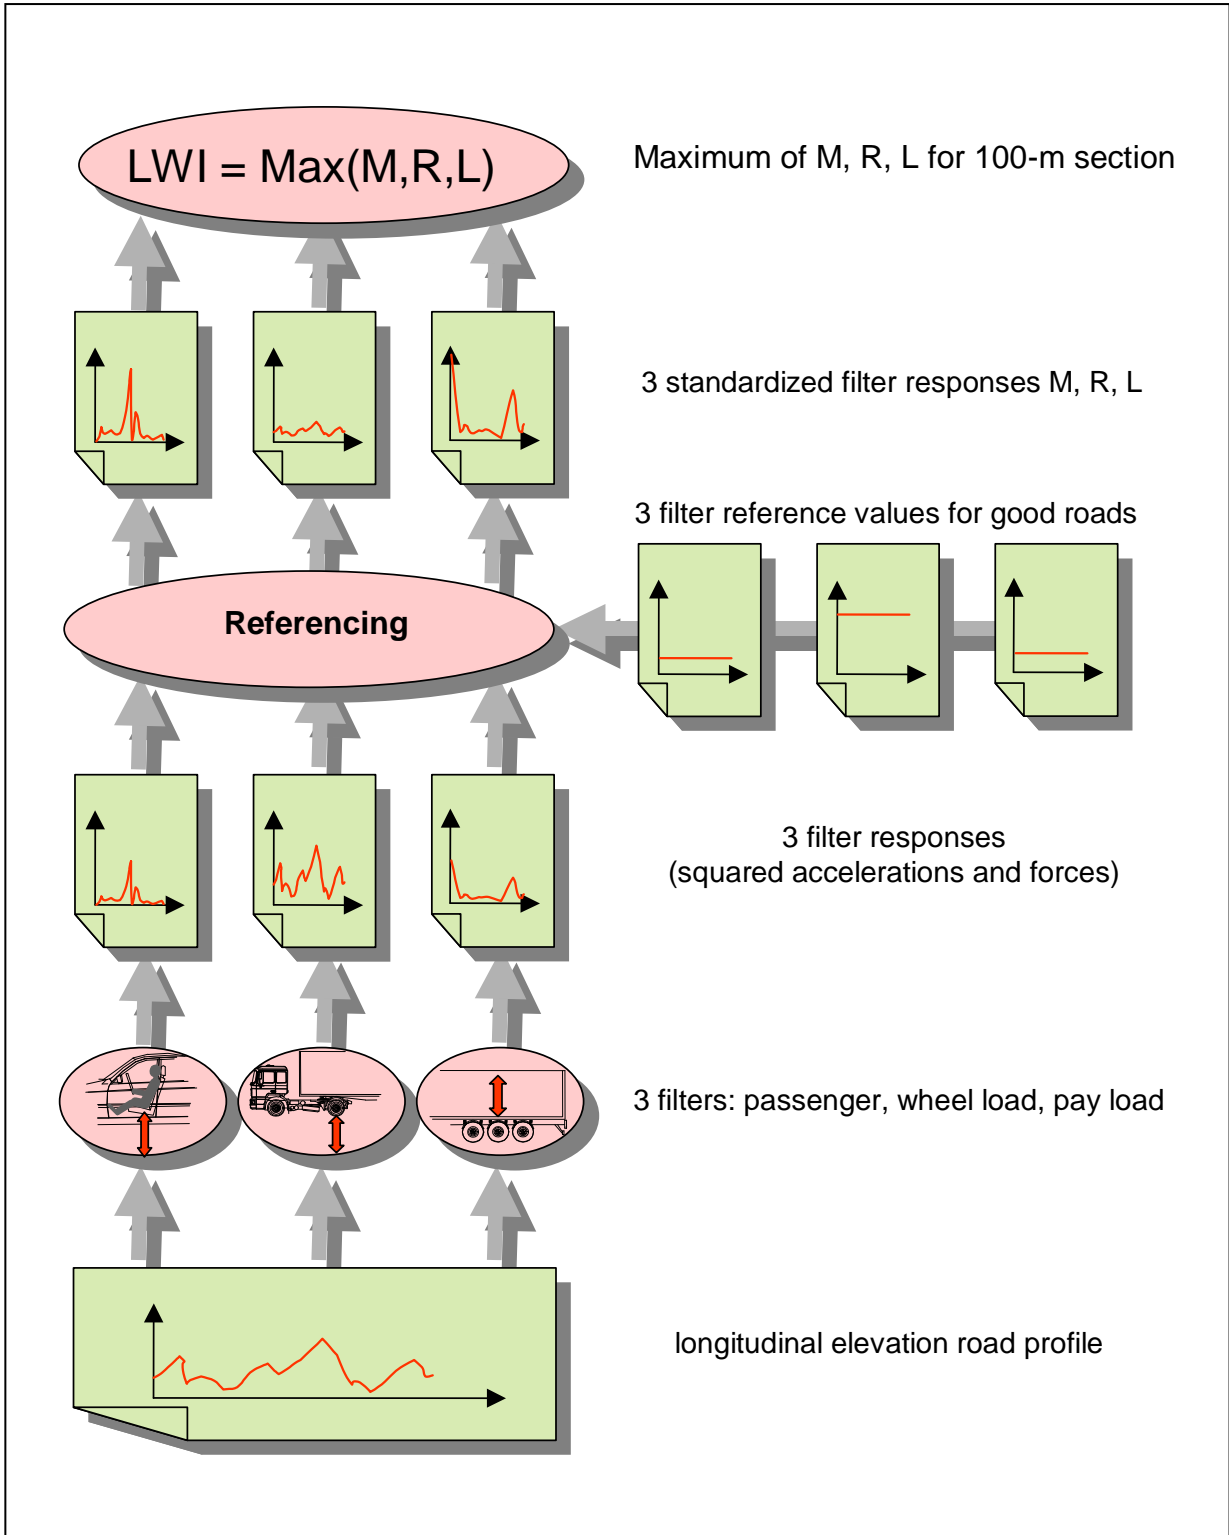 LWI = Max(M,R,L)
Maximum of M, R, L for 100-m section
3 standardized filter responses M, R, L
3 filter reference values for good roads
Referencing
3 filter responses
(squared accelerations and forces)
3 filters: passenger, wheel load, pay load
longitudinal elevation road profile